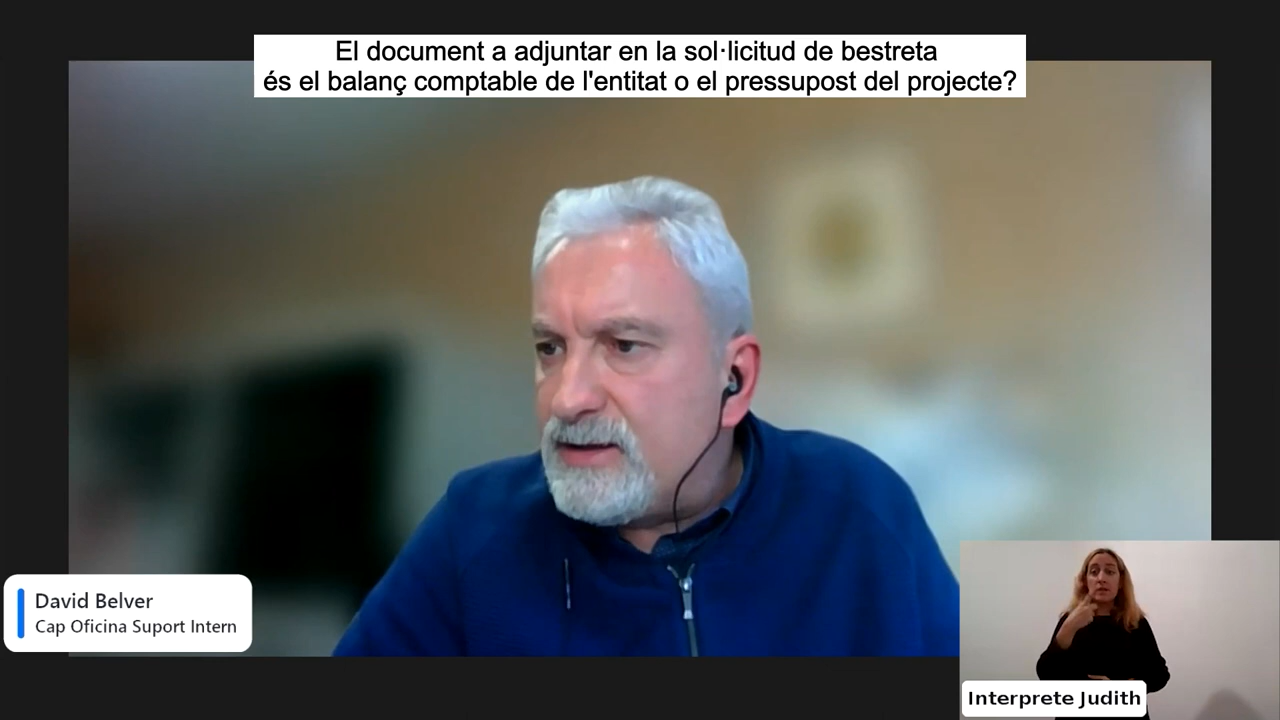 El document a adjuntar en la sol·licitud de bestreta
és el balanç comptable de l'entitat o el pressupost del projecte?
David Belver
Cap Oficina Suport Intern
Interprete Judith